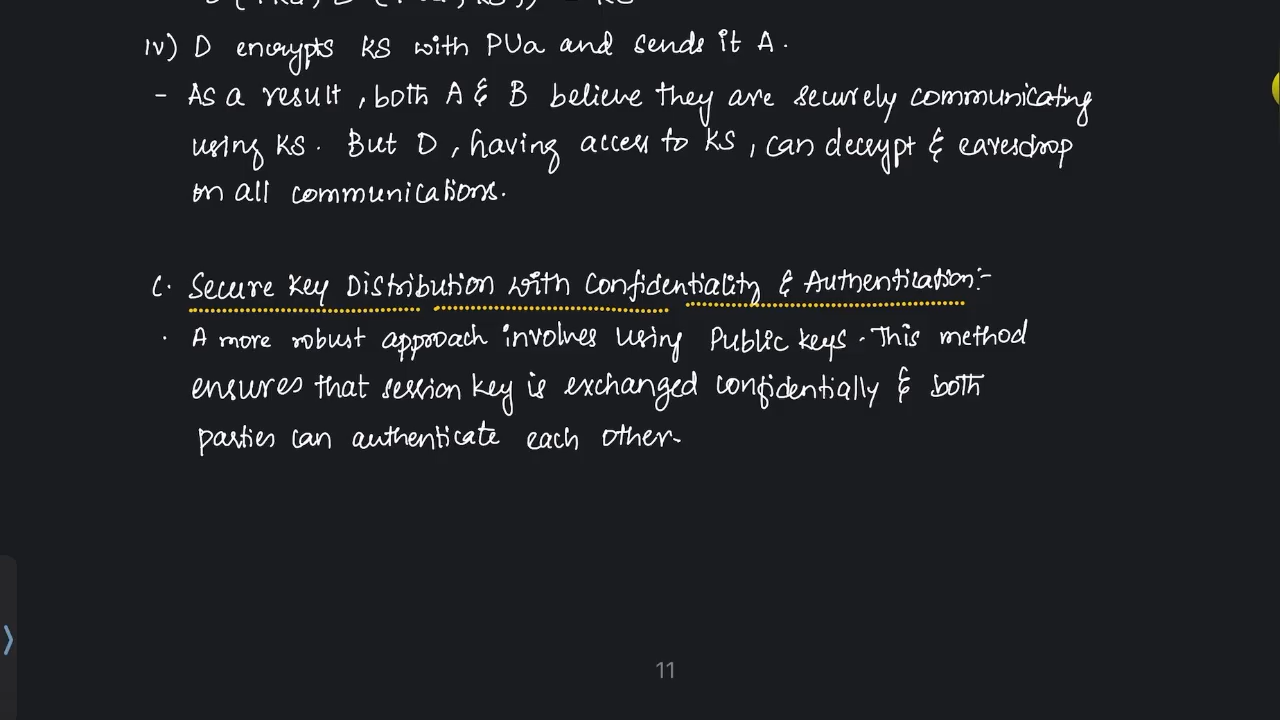 iv) D encrypts KS with PUa and sends it A.
- As a result, both A & B believe they are securely communicating
using KS. But D, having access to KS, can decrypt & eavesdrop
on all communications.
C. Secure Key Distribution with Confidentiality & Authentication:-
· A more robust approach involves using Public keys. This method
ensures that session key is exchanged confidentially & both
parties can authenticate each other.
11